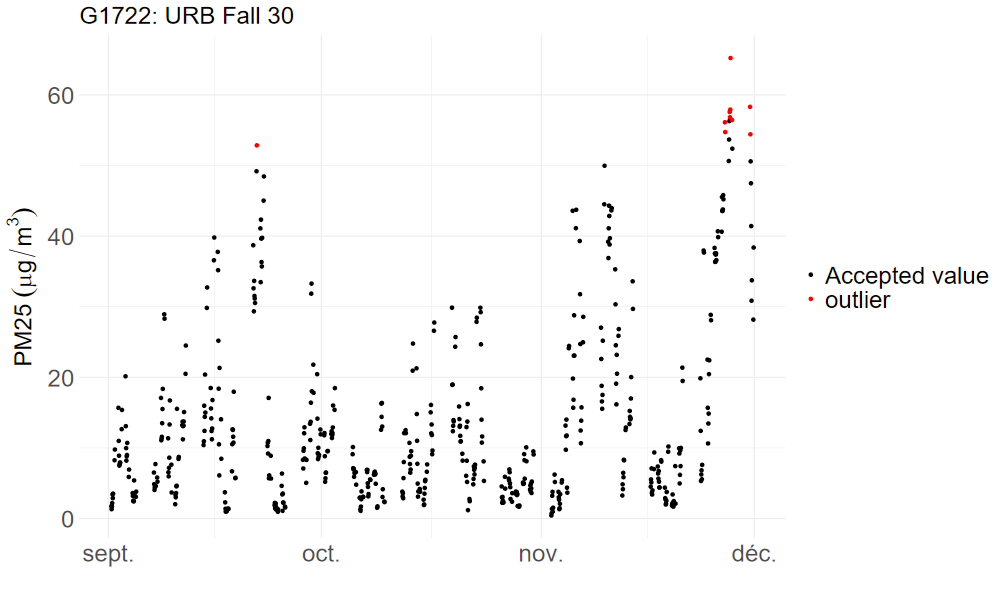 G1722: URB Fall 30
PM25 (μg/m³)
60
40
20
0
sept.
oct.
nov.
déc.
Accepted value
outlier